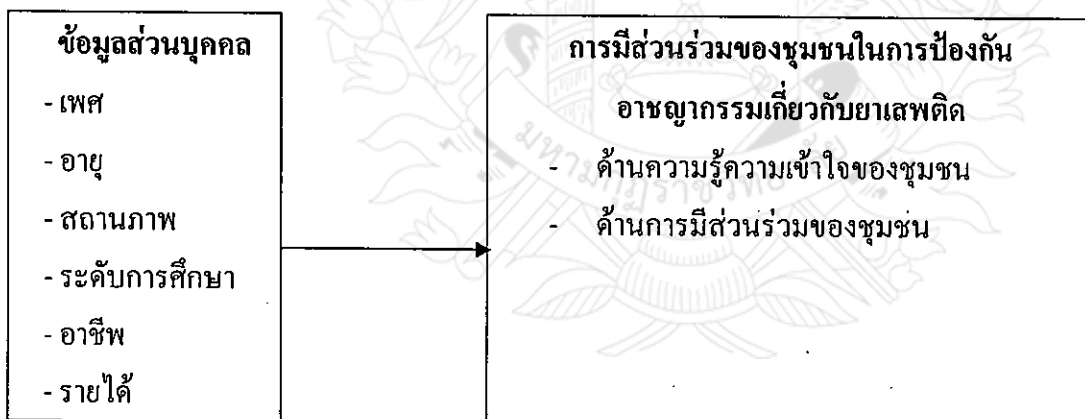 ข้อมูลส่วนบุคคล
- เพศ
- อายุ
- สถานภาพ
- ระดับการศึกษา
- อาชีพ
- รายได้
การมีส่วนร่วมของชุมชนในการป้องกัน
อาชญากรรมเกี่ยวกับยาเสพติด
- ด้านความรู้ความเข้าใจของชุมชน
- ด้านการมีส่วนร่วมของชุมชน